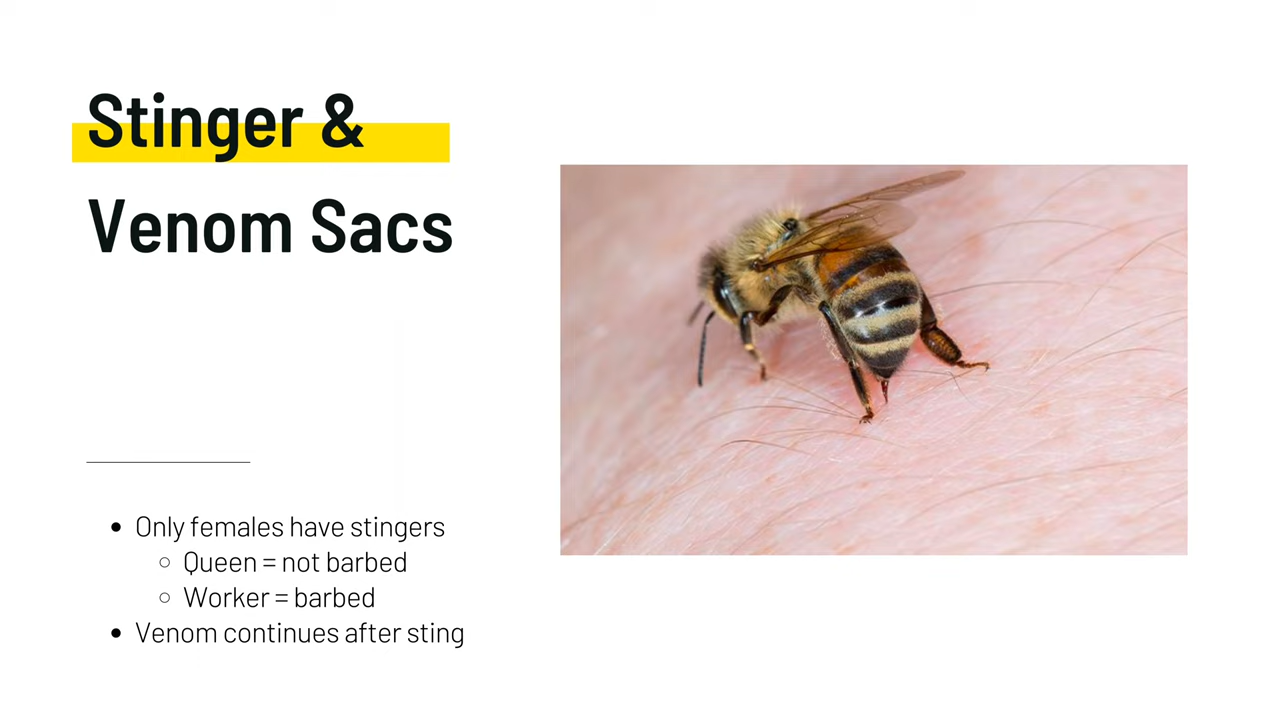 Stinger &
Venom Sacs
• Only females have stingers
○ Queen = not barbed
○ Worker = barbed
• Venom continues after sting